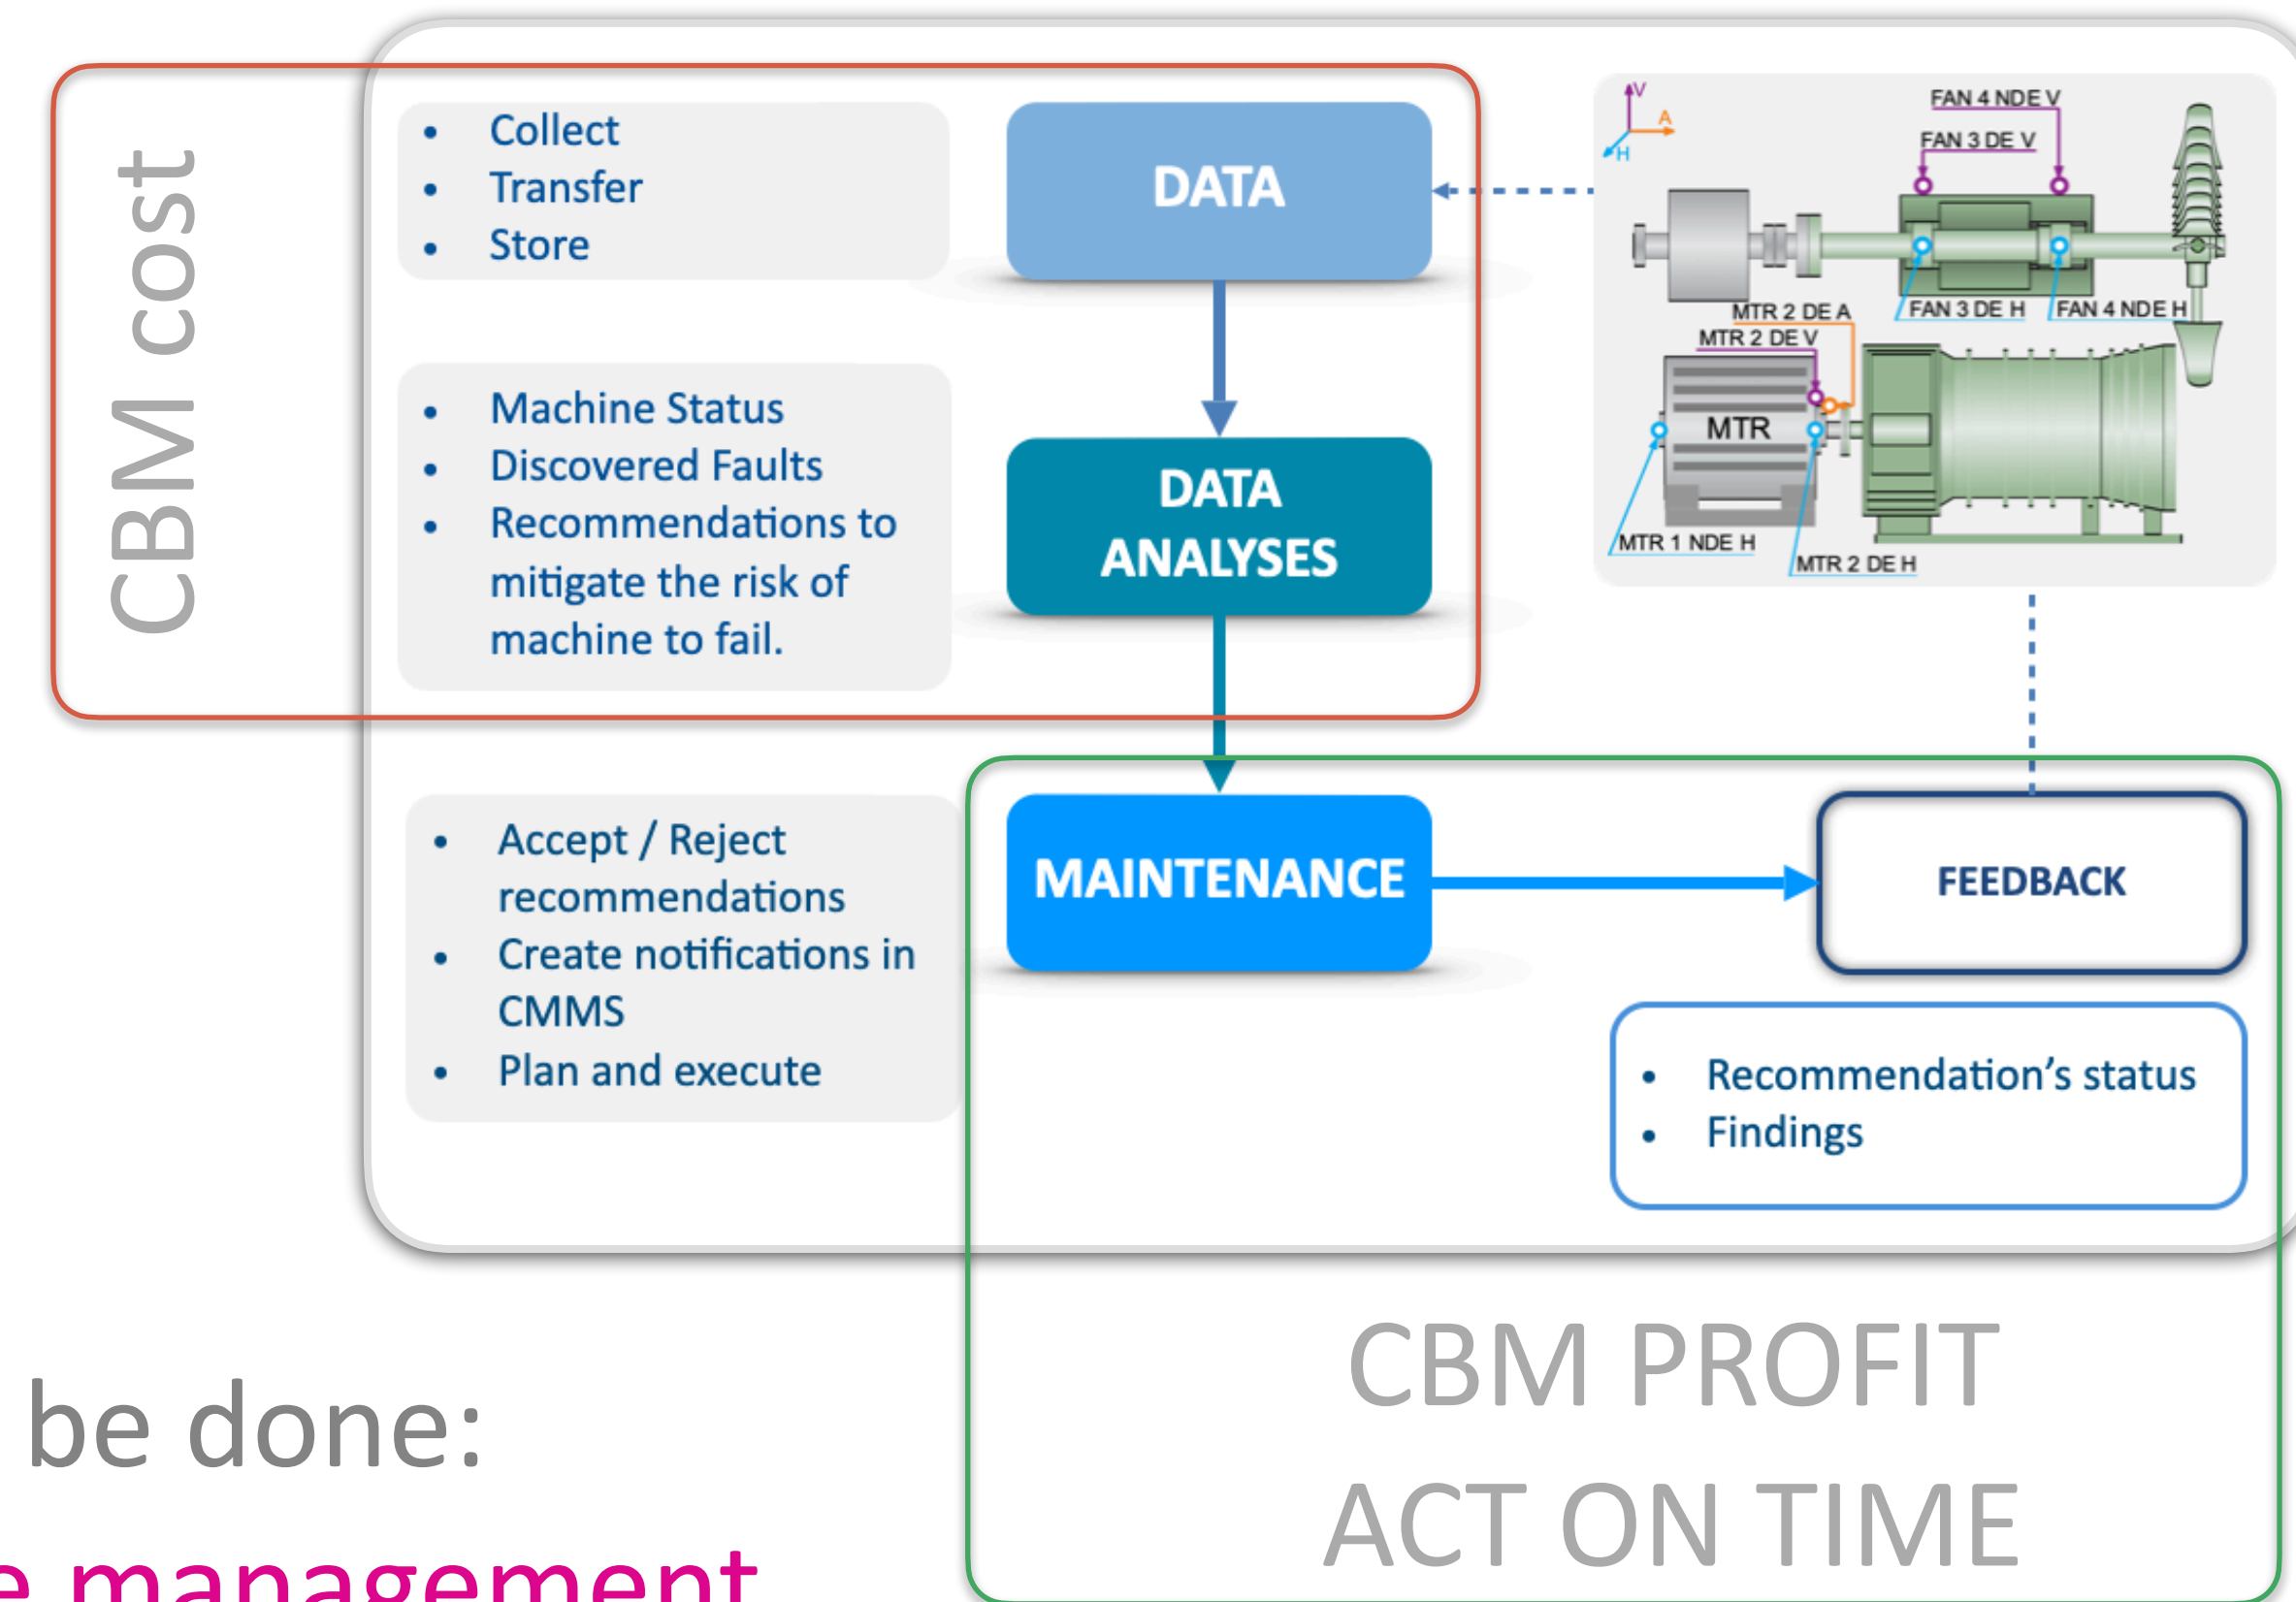 CBM cost
• Collect
• Transfer
• Store
DATA
• Machine Status
• Discovered Faults
• Recommendations to
mitigate the risk of
machine to fail.
DATA
ANALYSES
V
A
H
FAN 4 NDE V
FAN 3 DE V
FAN 3 DE H
FAN 4 NDE H
MTR 2 DE A
MTR 2 DE V
MTR
MTR 1 NDE H
MTR 2 DE H
• Accept / Reject
recommendations
• Create notifications in
CMMS
• Plan and execute
MAINTENANCE
FEEDBACK
• Recommendation's status
• Findings
CBM PROFIT
ACT ON TIME
be done:
e management